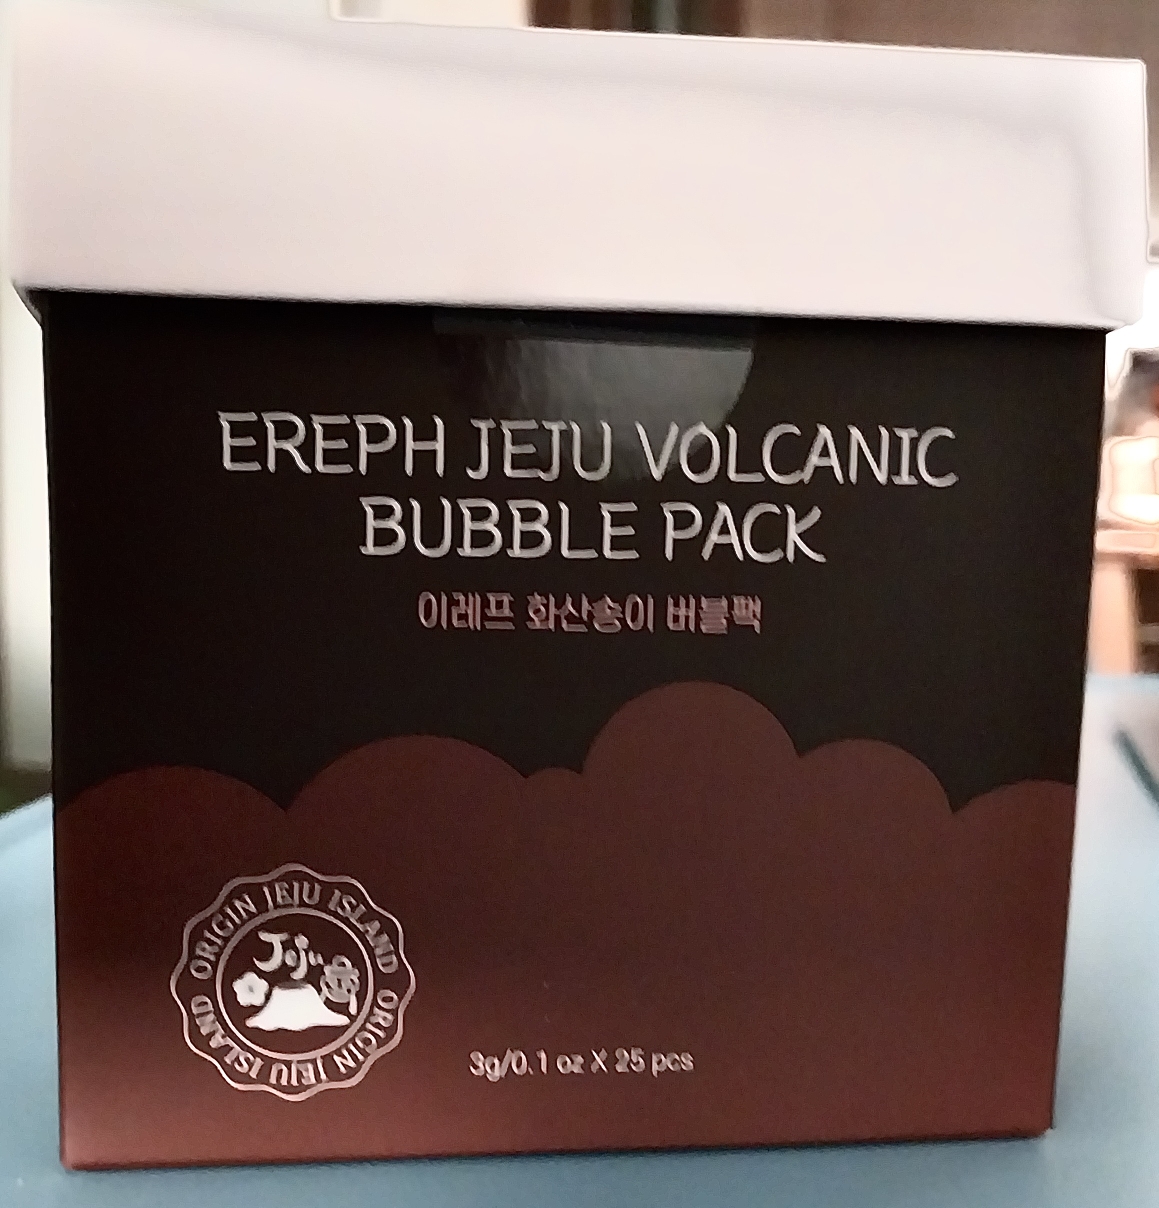 EREPH JEJU VOLCANIC
BUBBLE PACK
이레프 화산송이 버블팩
ORIGIN JEJU ISLAND
Jeju
ORIGIN JEJU ISLAND
3g/0.1 oz X 25 pcs